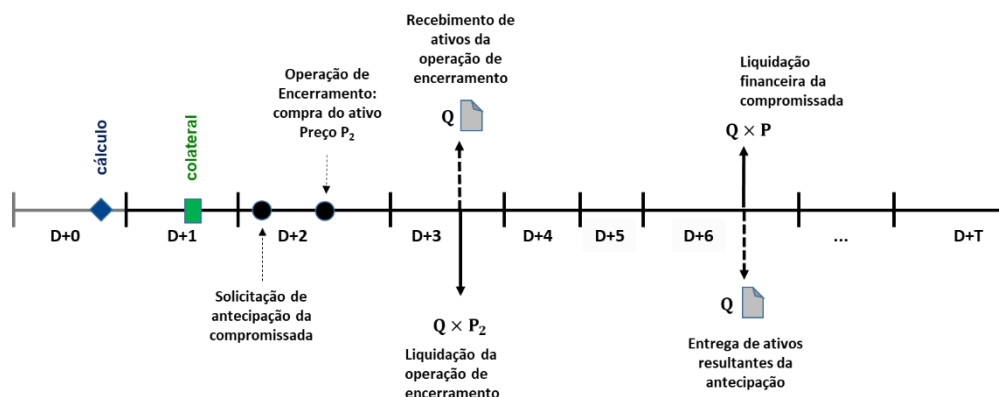 Recebimento de
ativos da
operação de
encerramento
Q
Operação de
Encerramento:
compra do ativo
Preço P₂
Liquidação
financeira da
compromissada
Q × P
cálculo
colateral
D+0
D+1
D+2
D+3
D+4
D+5
D+6
...
D+T
Solicitação de
antecipação da
compromissada
Q × P₂
Liquidação da
operação de
encerramento
Q
Entrega de ativos
resultantes da
antecipação